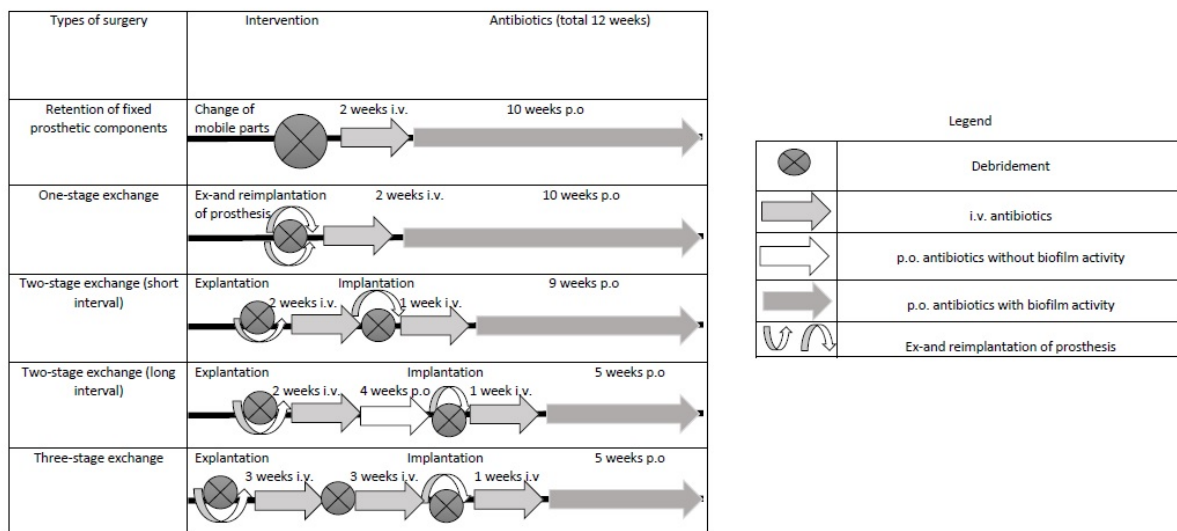 Types of surgery
Intervention
Antibiotics (total 12 weeks)
Retention of fixed
prosthetic components
Change of
mobile parts
2 weeks i.v.
10 weeks p.o
One-stage exchange
Ex-and reimplantation
of prosthesis
2 weeks i.v.
10 weeks p.o
Two-stage exchange (short
interval)
Explantation
2 weeks i.v.
Implantation
1 week i.v.
9 weeks p.o
Two-stage exchange (long
interval)
Explantation
2 weeks i.v.
4 weeks p.o
Implantation
1 week i.v.
5 weeks p.o
Three-stage exchange
Explantation
3 weeks i.v.
3 weeks i.v.
Implantation
1 weeks i.v
5 weeks p.o
Legend
Debridement
i.v. antibiotics
p.o. antibiotics without biofilm activity
p.o. antibiotics with biofilm activity
Ex-and reimplantation of prosthesis